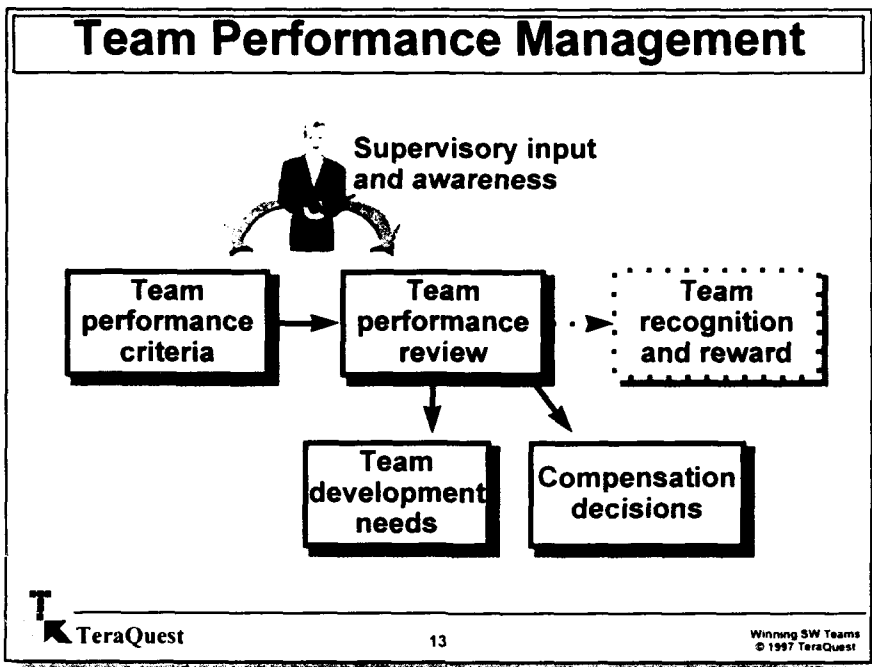 Team Performance Management
Supervisory input
and awareness
Team
performance
criteria
Team
performance
review
Team
recognition
and reward
Team
development
needs
Compensation
decisions
TeraQuest
13
Winning SW Teams
© 1997 TeraQuest